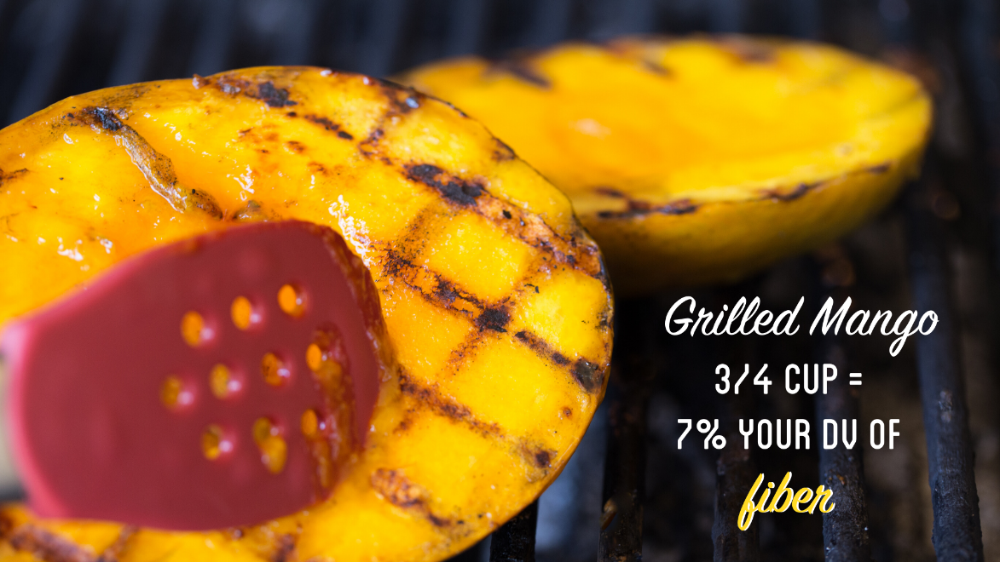 Grilled Mango
3/4 CUP =
7% YOUR DV OF
fiber